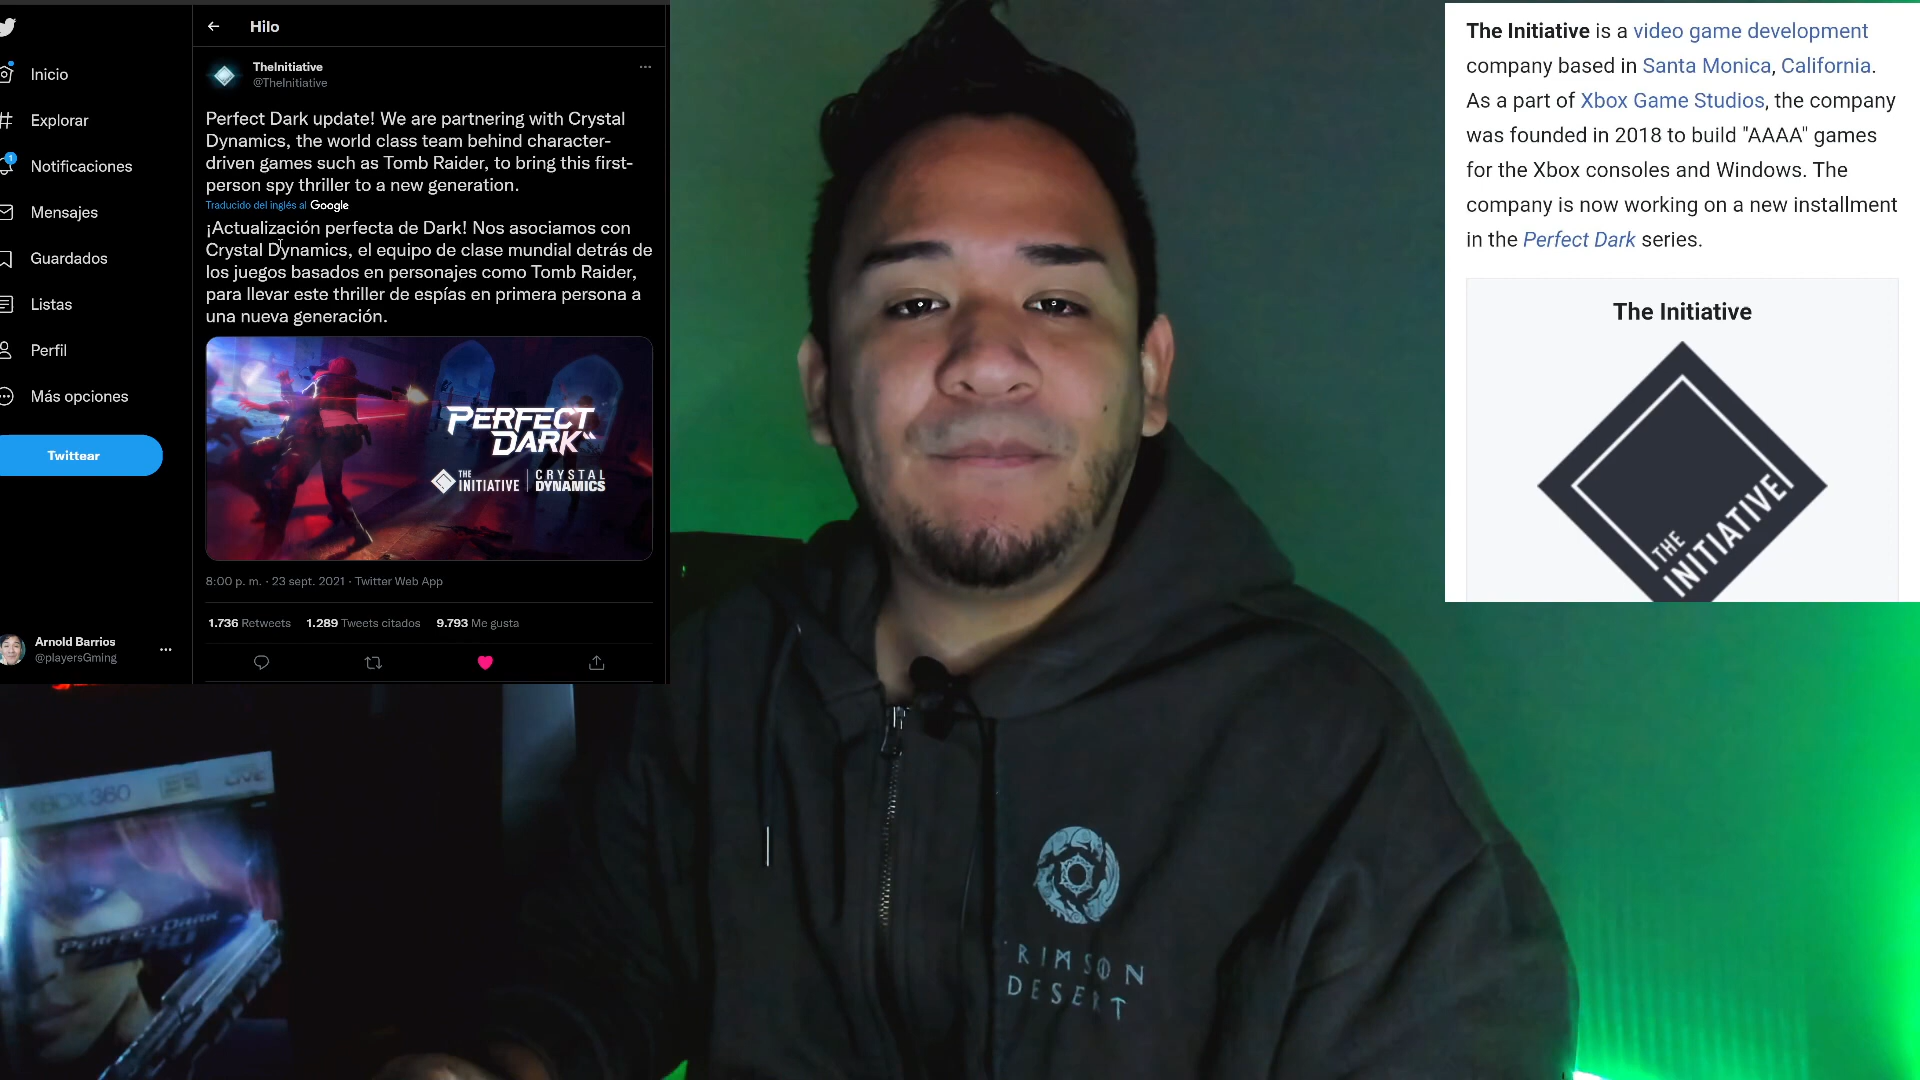 Hilo
Inicio
Explorar
Notificaciones
1
Mensajes
Guardados
Listas
Perfil
Más opciones
Twittear
Arnold Barrios
@playersGming
TheInitiative
@TheInitiative
Perfect Dark update! We are partnering with Crystal
Dynamics, the world class team behind character-
driven games such as Tomb Raider, to bring this first-
person spy thriller to a new generation.
Traducido del inglés al Google
¡Actualización perfecta de Dark! Nos asociamos con
Crystal Dynamics, el equipo de clase mundial detrás de
los juegos basados en personajes como Tomb Raider,
para llevar este thriller de espías en primera persona a
una nueva generación.
PERFECT
DARK
THE
INITIATIVE
CRYSTAL
DYNAMICS
8:00 p. m. · 23 sept. 2021 · Twitter Web App
1.736 Retweets 1.289 Tweets citados 9.793 Me gusta
The Initiative is a video game development
company based in Santa Monica, California.
As a part of Xbox Game Studios, the company
was founded in 2018 to build "AAAA" games
for the Xbox consoles and Windows. The
company is now working on a new installment
in the Perfect Dark series.
The Initiative
THE
INITIATIVE
XBOX 360
LIVE
PERFECT DARK
RIMSON
DESERT